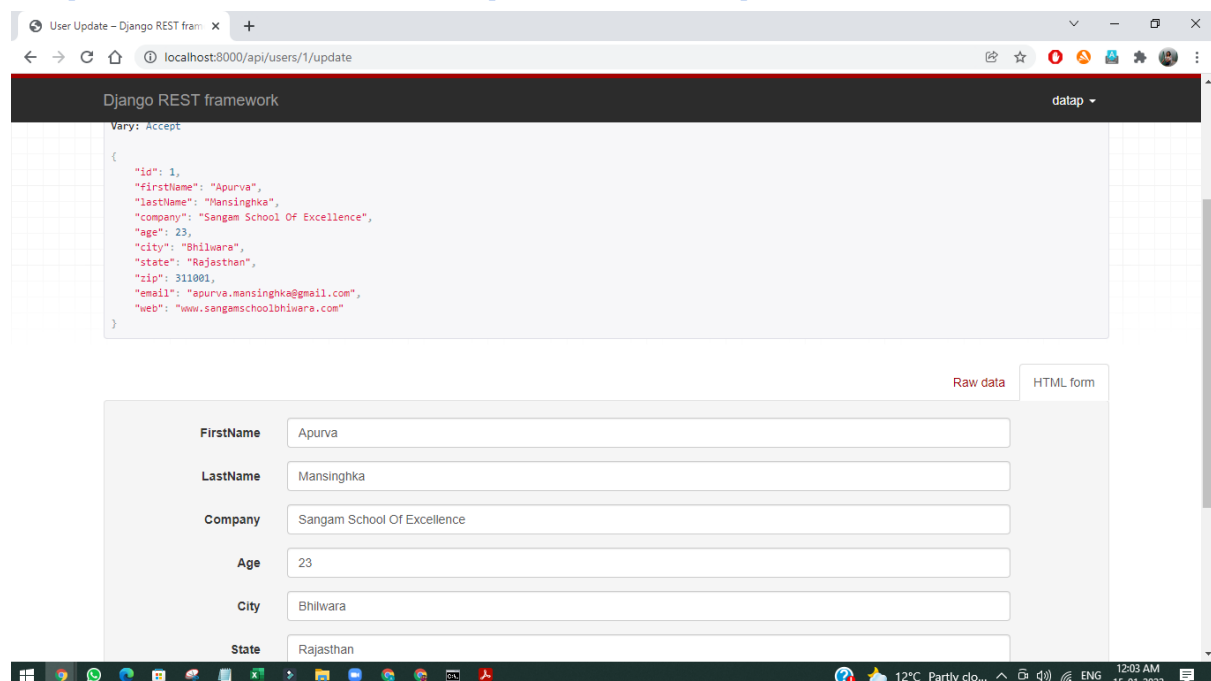 User Update – Django REST fram
localhost:8000/api/users/1/update
Django REST framework
datap
Vary: Accept
{
"id": 1,
"firstName": "Apurva",
"lastName": "Mansinghka",
"company": "Sangam School Of Excellence",
"age": 23,
"city": "Bhilwara",
"state": "Rajasthan",
"zip": 311001,
"email": "apurva.mansinghka@gmail.com",
"web": "www.sangamschoolbhiwara.com"
}
Raw data HTML form
FirstName Apurva
LastName Mansinghka
Company Sangam School Of Excellence
Age 23
City Bhilwara
State Rajasthan
12°C Partly clo... ENG 12:03 AM